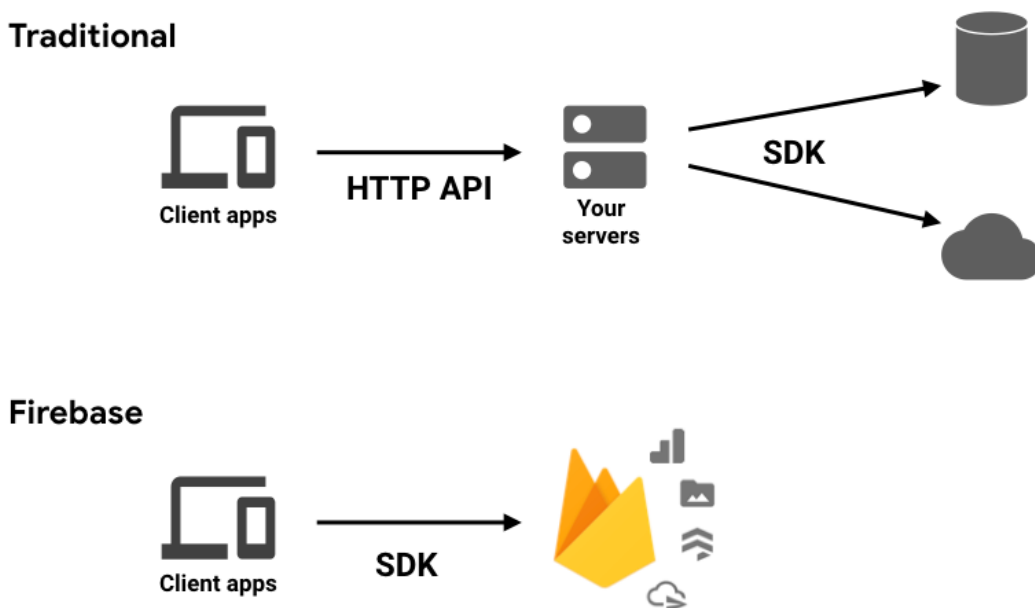 Traditional
Client apps
HTTP API
Your
servers
SDK
Firebase
Client apps
SDK